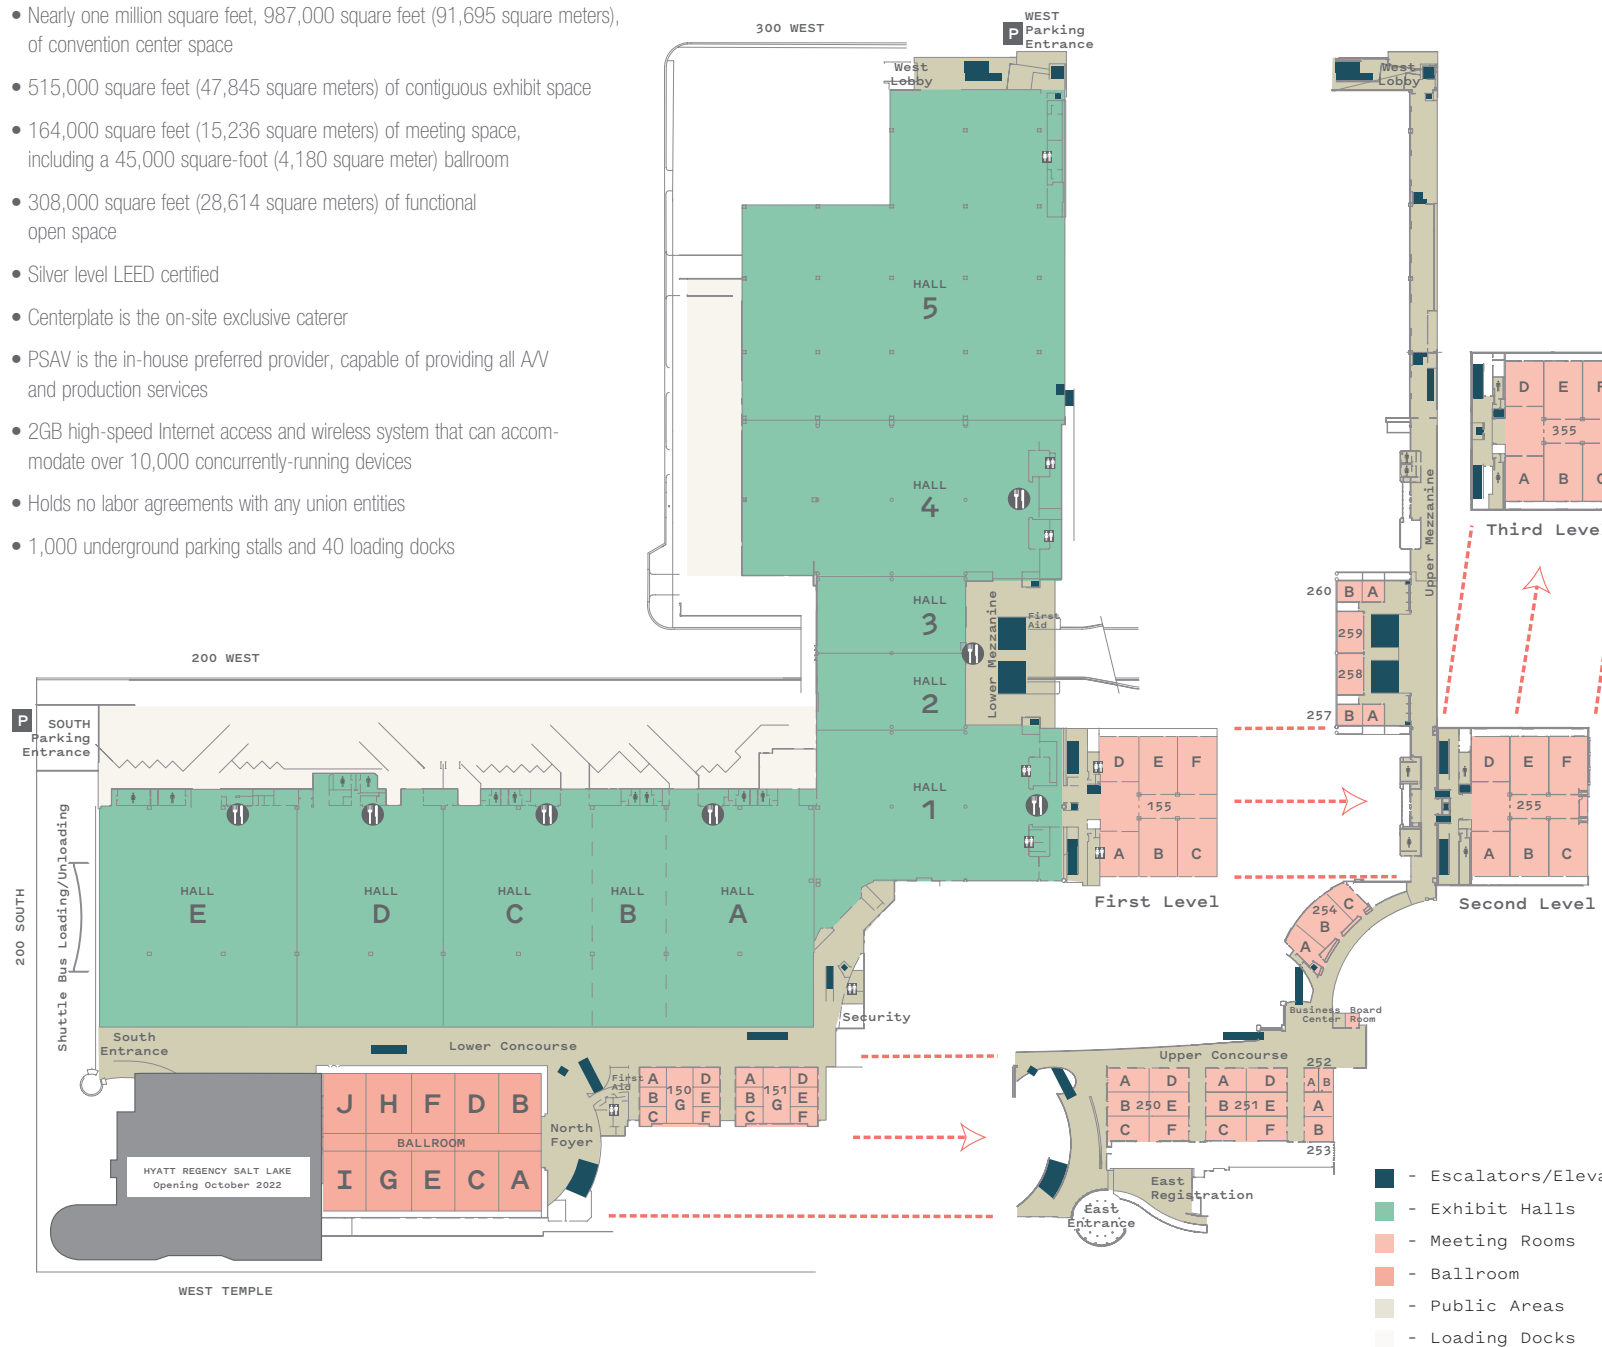 • Nearly one million square feet, 987,000 square feet (91,695 square meters),
of convention center space
• 515,000 square feet (47,845 square meters) of contiguous exhibit space
• 164,000 square feet (15,236 square meters) of meeting space,
including a 45,000 square-foot (4,180 square meter) ballroom
• 308,000 square feet (28,614 square meters) of functional
open space
• Silver level LEED certified
• Centerplate is the on-site exclusive caterer
• PSAV is the in-house preferred provider, capable of providing all A/V
and production services
• 2GB high-speed Internet access and wireless system that can accom-
modate over 10,000 concurrently-running devices
• Holds no labor agreements with any union entities
• 1,000 underground parking stalls and 40 loading docks
300 WEST
P
WEST
Parking
Entrance
West
Lobby
HALL
5
HALL
4
HALL
3
HALL
2
HALL
1
Lower Mezzanine
First
Aid
200 WEST
P
SOUTH
Parking
Entrance
200 SOUTH
Shuttle Bus Loading/Unloading
HALL
E
HALL
D
HALL
C
HALL
B
HALL
A
D E F
155
A B C
First Level
Security
South
Entrance
Lower Concourse
First
Aid
North
Foyer
J H F D B
BALLROOM
I G E C A
HYATT REGENCY SALT LAKE
Opening October 2022
WEST TEMPLE
A D
150
B G E
C F
A D
151
B G E
C F
West
Lobby
Upper Mezzanine
260
B A
259
258
257
B A
D E F
355
A B C
Third Leve
D E F
255
A B C
Second Level
254
C
B
A
Business
Center
Board
Room
Upper Concourse
A D
B 250 E
C F
A D
B 251 E
C F
252
A B
A
B
253
East
Registration
East
Entrance
- Escalators/Eleva
- Exhibit Halls
- Meeting Rooms
- Ballroom
- Public Areas
- Loading Docks